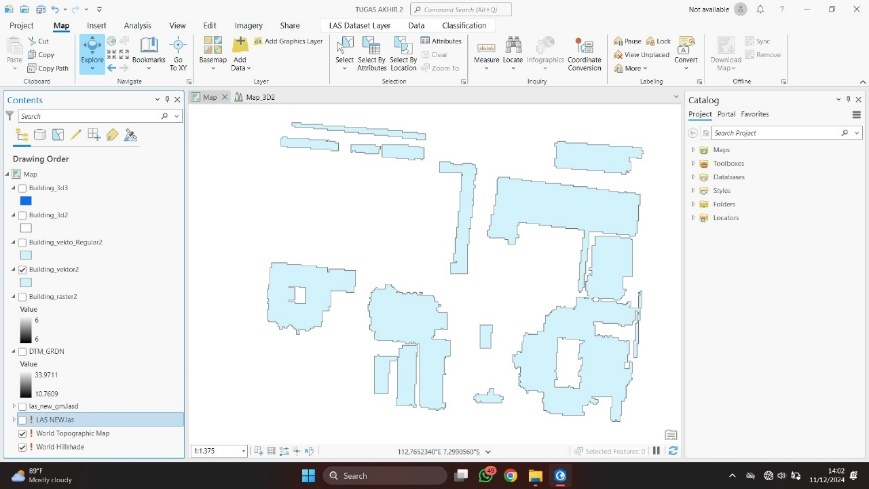 TUGAS AKHIR 2
Command Search (Alt+Q)
Not available
Project Map Insert Analysis View Edit Imagery Share LAS Dataset Layer Data Classification
Paste
Cut
Copy
Copy Path
Clipboard
Explore
Bookmarks
Go To XY
Navigate
Basemap
Add Data
Add Graphics Layer
Layer
Select
Select By Attributes
Select By Location
Attributes
Clear
Zoom To
Selection
Measure
Locate
Infographics
Coordinate Conversion
Inquiry
Pause
Lock
View Unplaced
More
Convert
Labeling
Download Map
Sync
Remove
Offline
Contents
Search
Drawing Order
Map
Building_3d3
Building_3d2
Building_vekto_Regular2
Building_vektor2
Building_raster2
Value
6
6
DTM_GRDN
Value
33.9711
10.7609
las_new_gm.lasd
LAS NEW.las
World Topographic Map
World Hillshade
Map
Map_3D2
1:1.375
112,7652340°E 7,2990560°S
Selected Features: 0
Catalog
Project Portal Favorites
Search Project
Maps
Toolboxes
Databases
Styles
Folders
Locators
89°F
Mostly cloudy
Search
14:02
11/12/2024